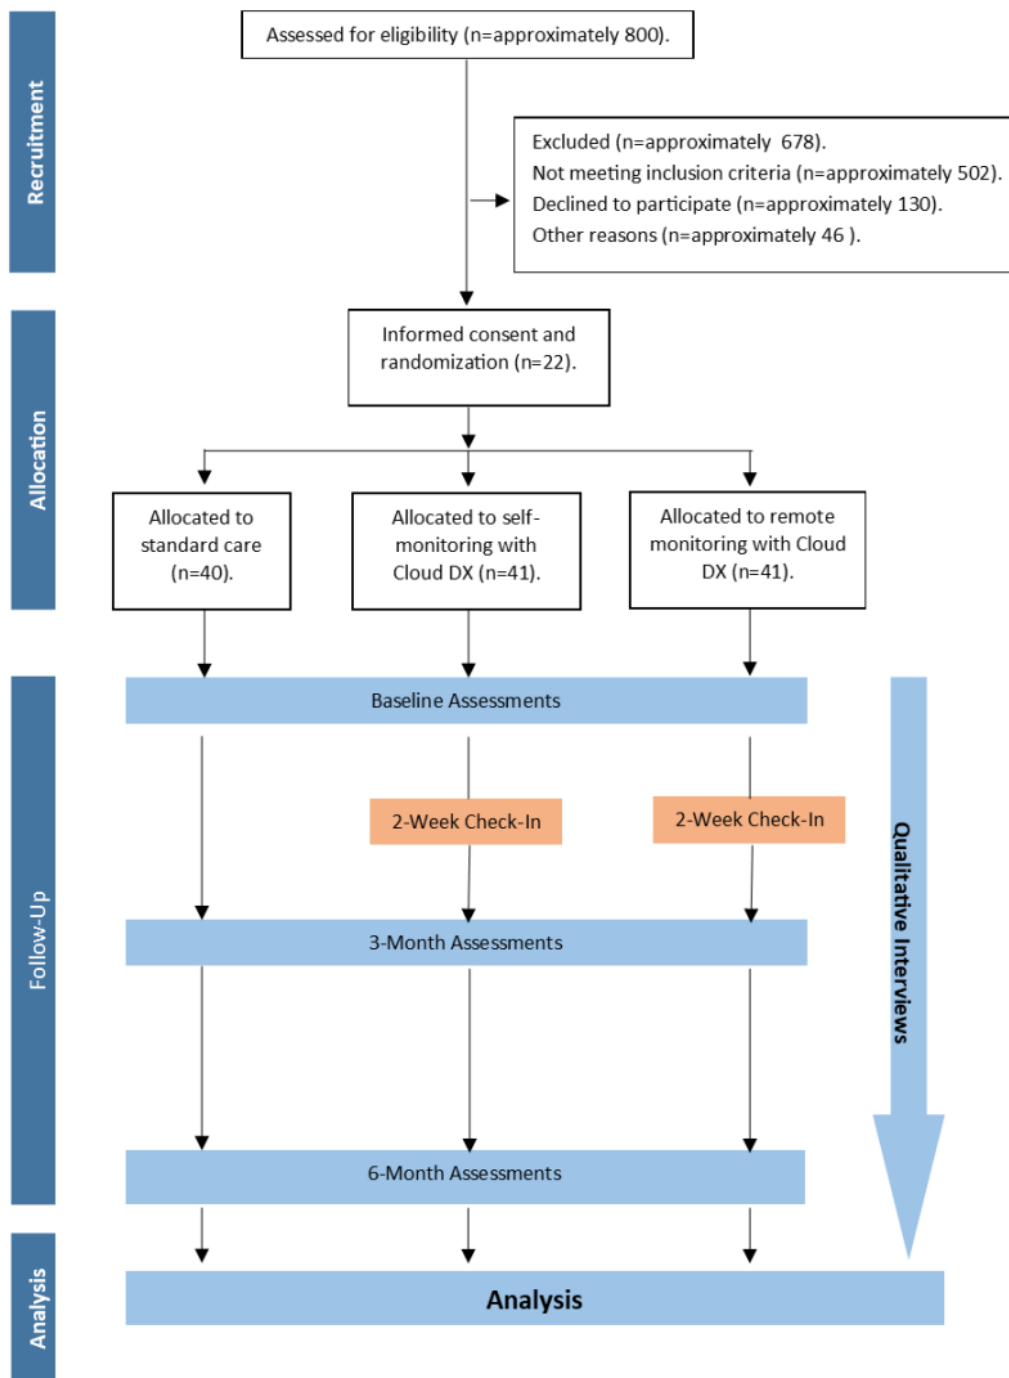 Recruitment
Assessed for eligibility (n=approximately 800).
Excluded (n=approximately 678).
Not meeting inclusion criteria (n=approximately 502).
Declined to participate (n=approximately 130).
Other reasons (n=approximately 46 ).
Allocation
Informed consent and
randomization (n=22).
Allocated to
standard care
(n=40).
Allocated to self-
monitoring with
Cloud DX (n=41).
Allocated to remote
monitoring with Cloud
DX (n=41).
Follow-Up
Baseline Assessments
2-Week Check-In
2-Week Check-In
3-Month Assessments
6-Month Assessments
Qualitative Interviews
Analysis
Analysis